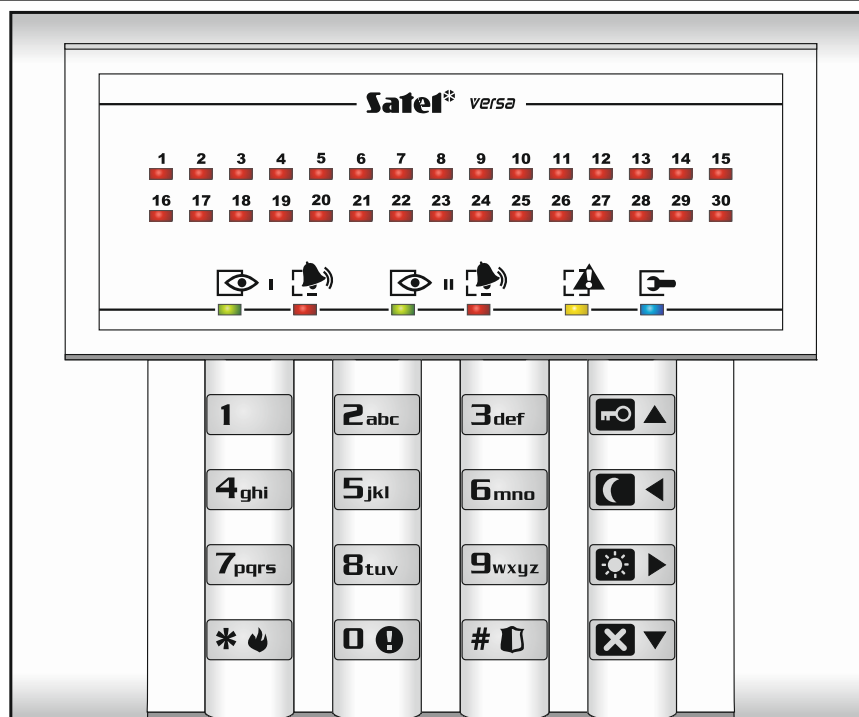 Satel versa
1 2 3 4 5 6 7 8 9 10 11 12 13 14 15
16 17 18 19 20 21 22 23 24 25 26 27 28 29 30
I II
1 2abc 3def
4ghi 5jkl 6mno
7pqrs 8tuv 9wxyz
* 0 #